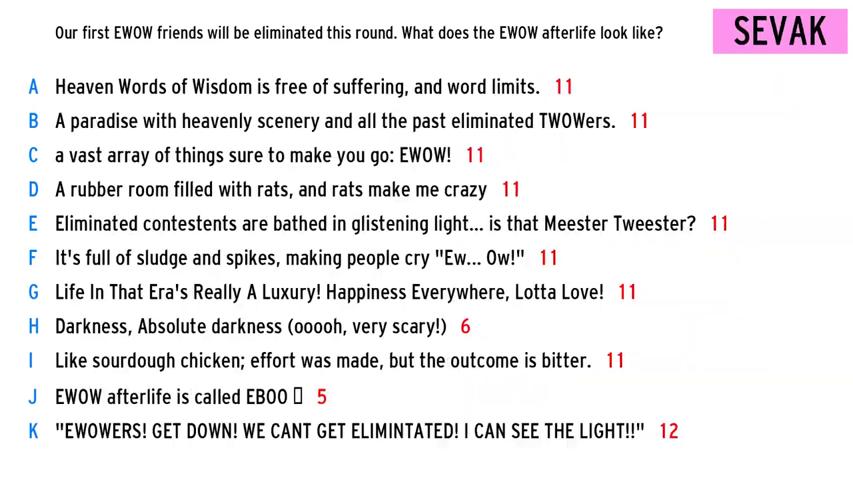 Our first EWOW friends will be eliminated this round. What does the EWOW afterlife look like?
SEVAK
A Heaven Words of Wisdom is free of suffering, and word limits. 11
B A paradise with heavenly scenery and all the past eliminated TWOWers. 11
C a vast array of things sure to make you go: EWOW! 11
D A rubber room filled with rats, and rats make me crazy 11
E Eliminated contestents are bathed in glistening light... is that Meester Tweester? 11
F It's full of sludge and spikes, making people cry "Ew... Ow!" 11
G Life In That Era's Really A Luxury! Happiness Everywhere, Lotta Love! 11
H Darkness, Absolute darkness (ooooh, very scary!) 6
I Like sourdough chicken; effort was made, but the outcome is bitter. 11
J EWOW afterlife is called EBOO ▯ 5
K "EWOWERS! GET DOWN! WE CANT GET ELIMINTATED! I CAN SEE THE LIGHT!!" 12